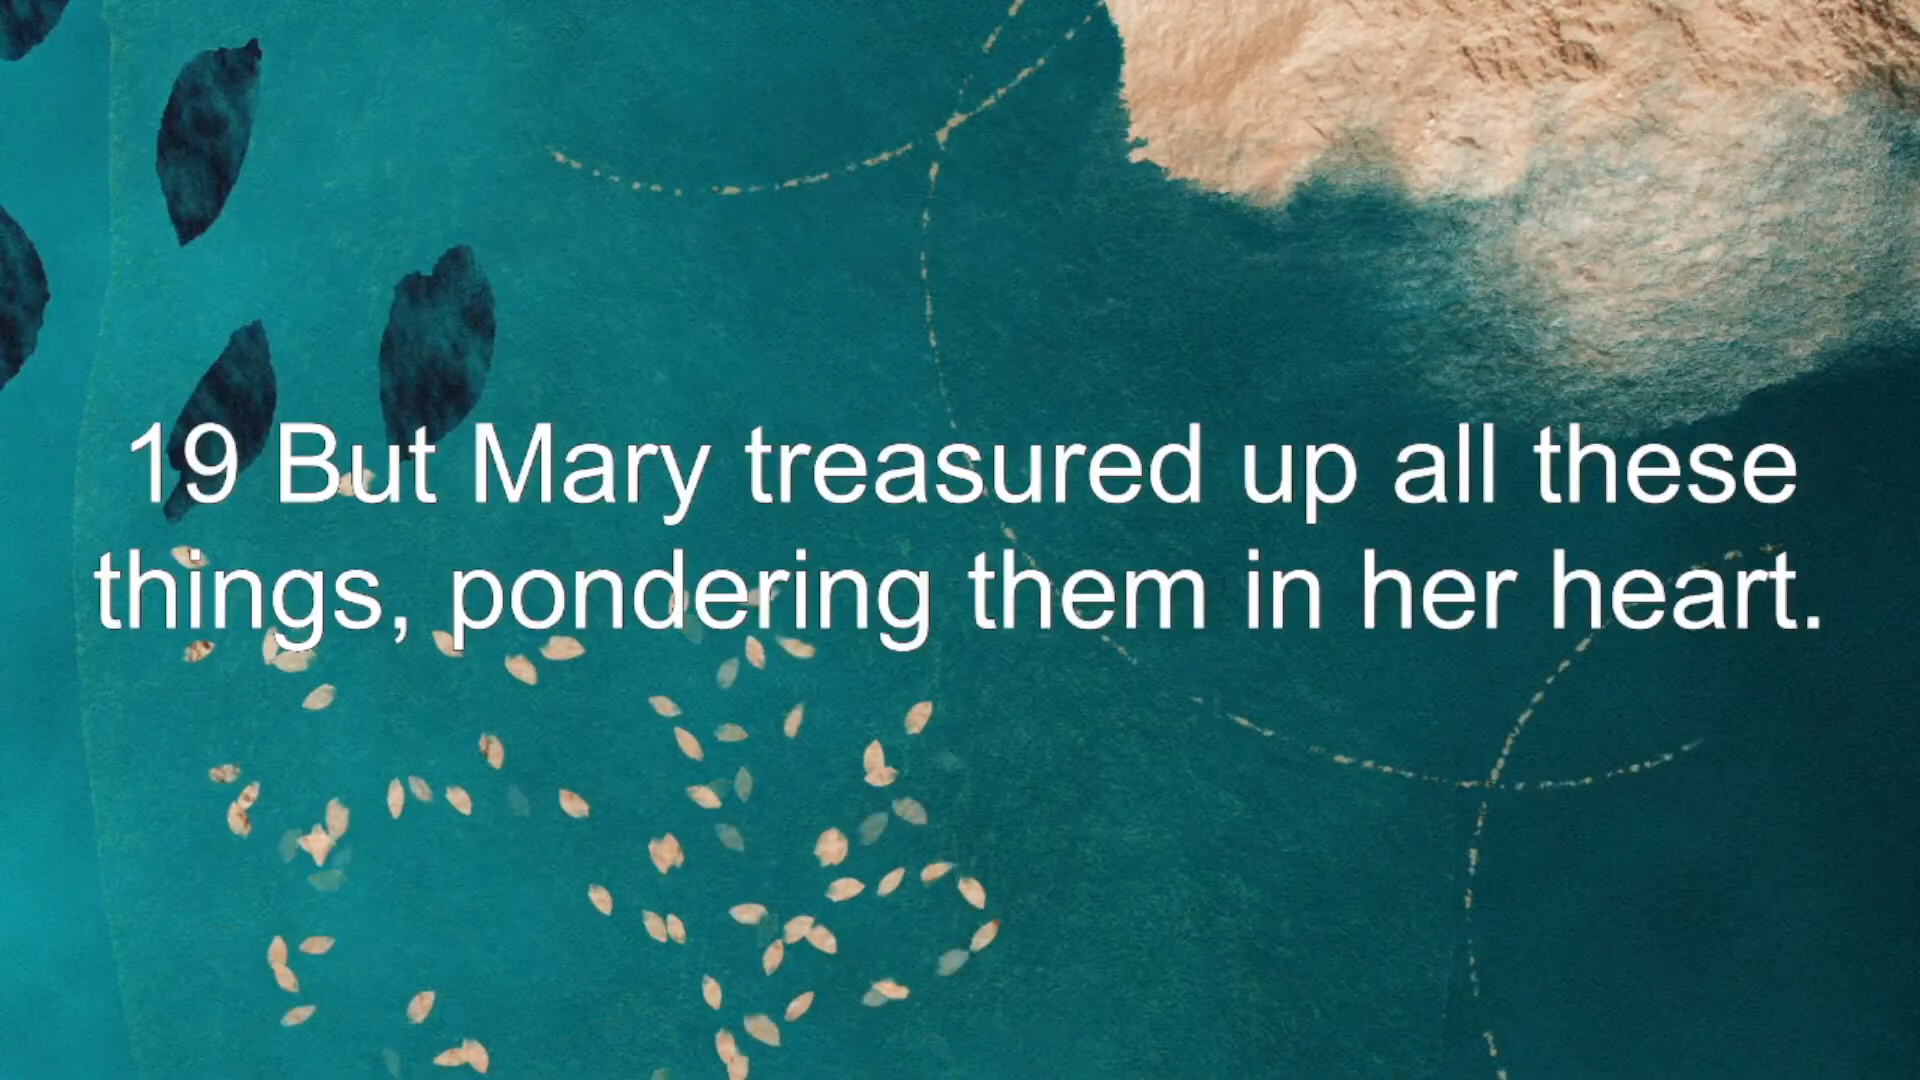 19 But Mary treasured up all these
things, pondering them in her heart.